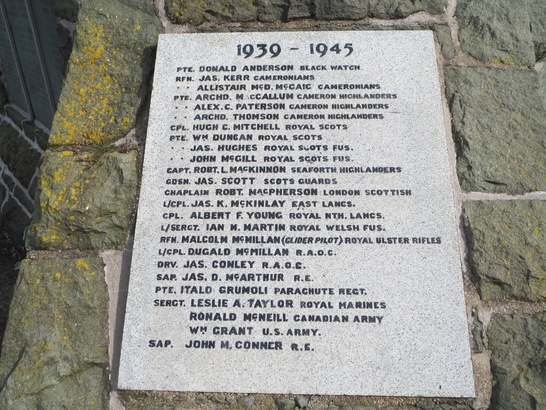 1939 - 1945
PTE. DONALD ANDERSON BLACK WATCH.
RFN. JAS. KERR CAMERONIANS
" ALLISTAIR McD. McCAIG CAMERONIANS
PTE. ARCHD. McCALLUM CAMERON HIGHLANDERS
" ALEX. C. PATERSON CAMERON HIGHLANDERS
" ARCHD. THOMSON CAMERON HIGHLANDERS
CPL. HUGH C. MITCHELL ROYAL SCOTS
PTE. WM DUNCAN ROYAL SCOTS
" JAS. HUGHES ROYAL SCOTS FUS.
" JOHN McGILL ROYAL SCOTS FUS.
CAPT. ROBT. L. MACKINNON SEAFORTH HIGHLANDERS
GDSN. JAS. SCOTT SCOTS GUARDS
CHAPLAIN ROBT. MACPHERSON LONDON SCOTTISH
L/CPL. JAS. K. McKINLAY EAST LANCS.
CPL. ALBERT F. YOUNG ROYAL NTH. LANCS.
L/SERGT. IAN N. MARTIN ROYAL WELSH FUS.
RFN. MALCOLM McMILLAN (GLIDER PILOT) ROYAL ULSTER RIFLES
L/CPL. DUGALD McMILLAN R.A.O.C.
DRV. JAS. CONLEY R.A.O.C.
SAP. JAS. D. McARTHUR R.E.
PTE. ITALO GRUMOLI PARACHUTE REGT.
SERGT. LESLIE A. TAYLOR ROYAL MARINES
RONALD McNEILL CANADIAN ARMY
WM GRANT U.S. ARMY.
SAP. JOHN M. CONNER R.E.